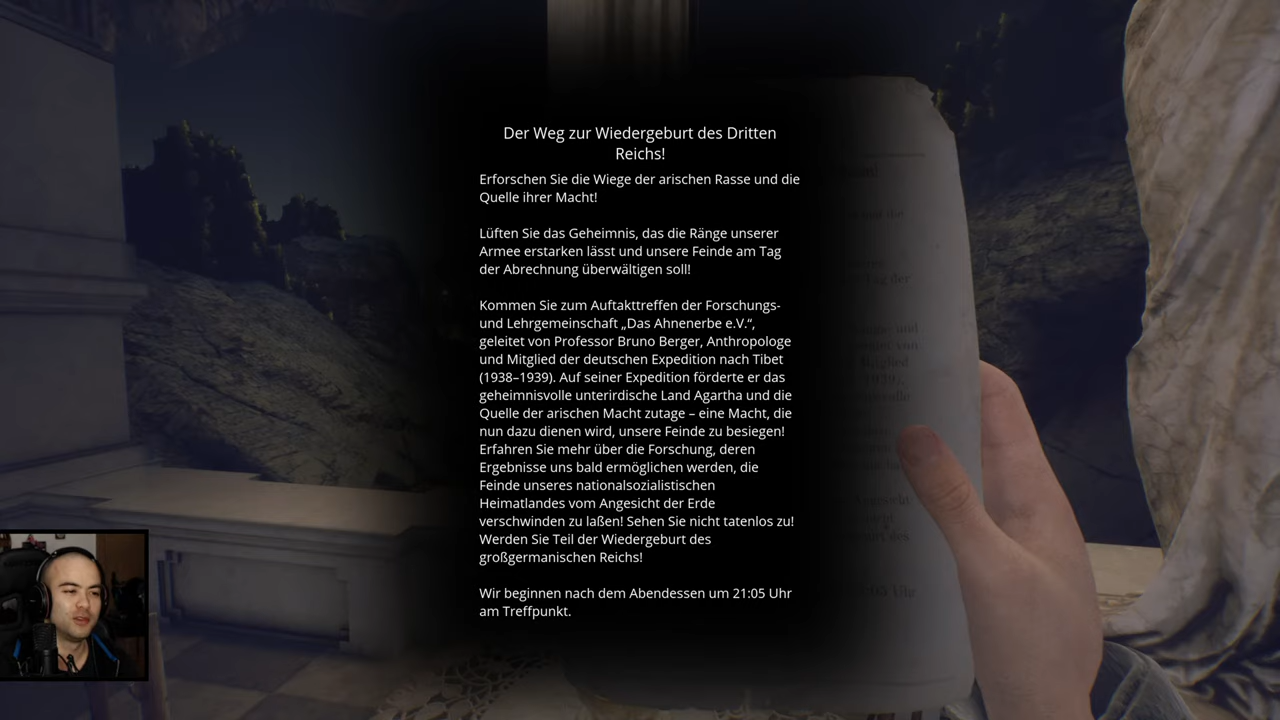 Der Weg zur Wiedergeburt des Dritten
Reichs!
Erforschen Sie die Wiege der arischen Rasse und die
Quelle ihrer Macht!
Lüften Sie das Geheimnis, das die Ränge unserer
Armee erstarken lässt und unsere Feinde am Tag
der Abrechnung überwältigen soll!
Kommen Sie zum Auftakttreffen der Forschungs-
und Lehrgemeinschaft „Das Ahnenerbe e.V.“,
geleitet von Professor Bruno Berger, Anthropologe
und Mitglied der deutschen Expedition nach Tibet
(1938–1939). Auf seiner Expedition förderte er das
geheimnisvolle unterirdische Land Agartha und die
Quelle der arischen Macht zutage – eine Macht, die
nun dazu dienen wird, unsere Feinde zu besiegen!
Erfahren Sie mehr über die Forschung, deren
Ergebnisse uns bald ermöglichen werden, die
Feinde unseres nationalsozialistischen
Heimatlandes vom Angesicht der Erde
verschwinden zu laßen! Sehen Sie nicht tatenlos zu!
Werden Sie Teil der Wiedergeburt des
großgermanischen Reichs!
Wir beginnen nach dem Abendessen um 21:05 Uhr
am Treffpunkt.